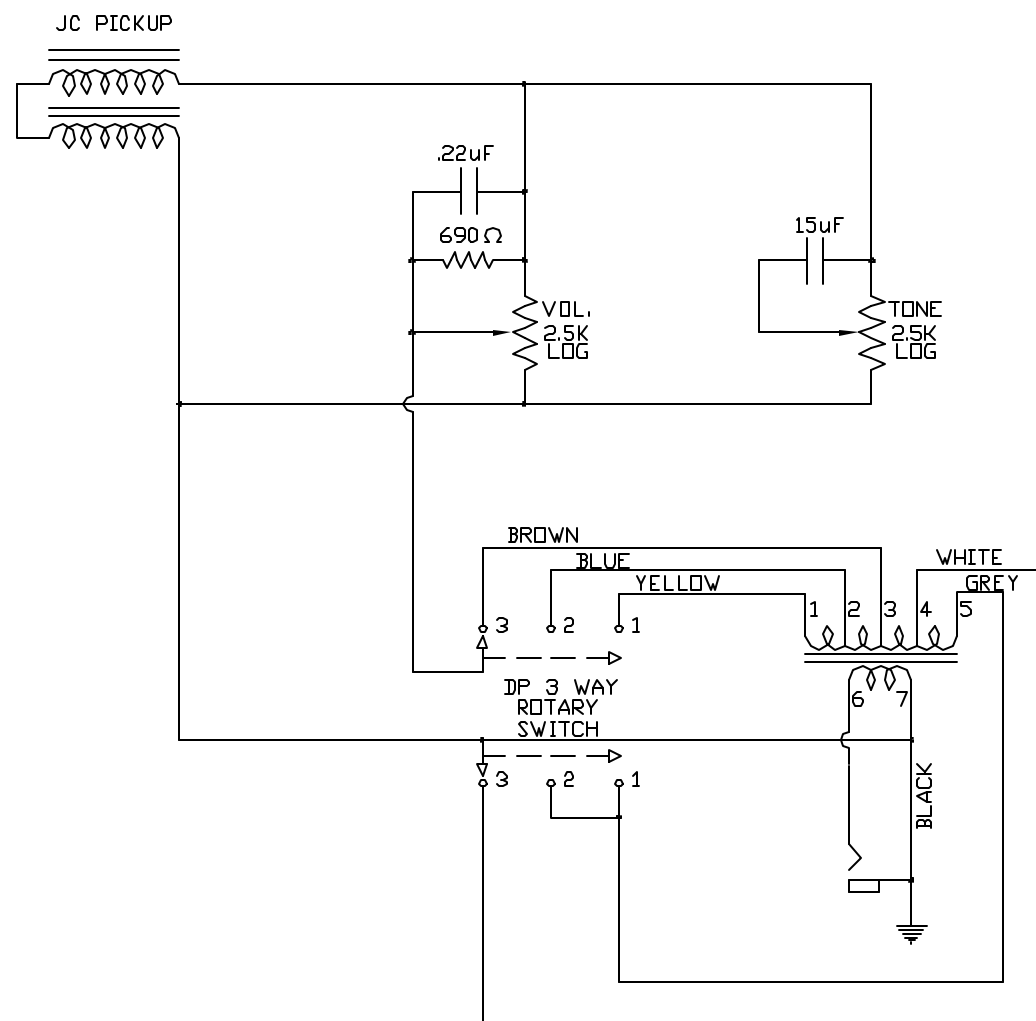 JC PICKUP
.22uF
690Ω
15uF
VOL.
2.5K
LOG
TONE
2.5K
LOG
BROWN
BLUE
YELLOW
WHITE
GREY
1 2 3 4 5
3 2 1
DP 3 WAY
ROTARY
SWITCH
6 7
3 2 1
BLACK